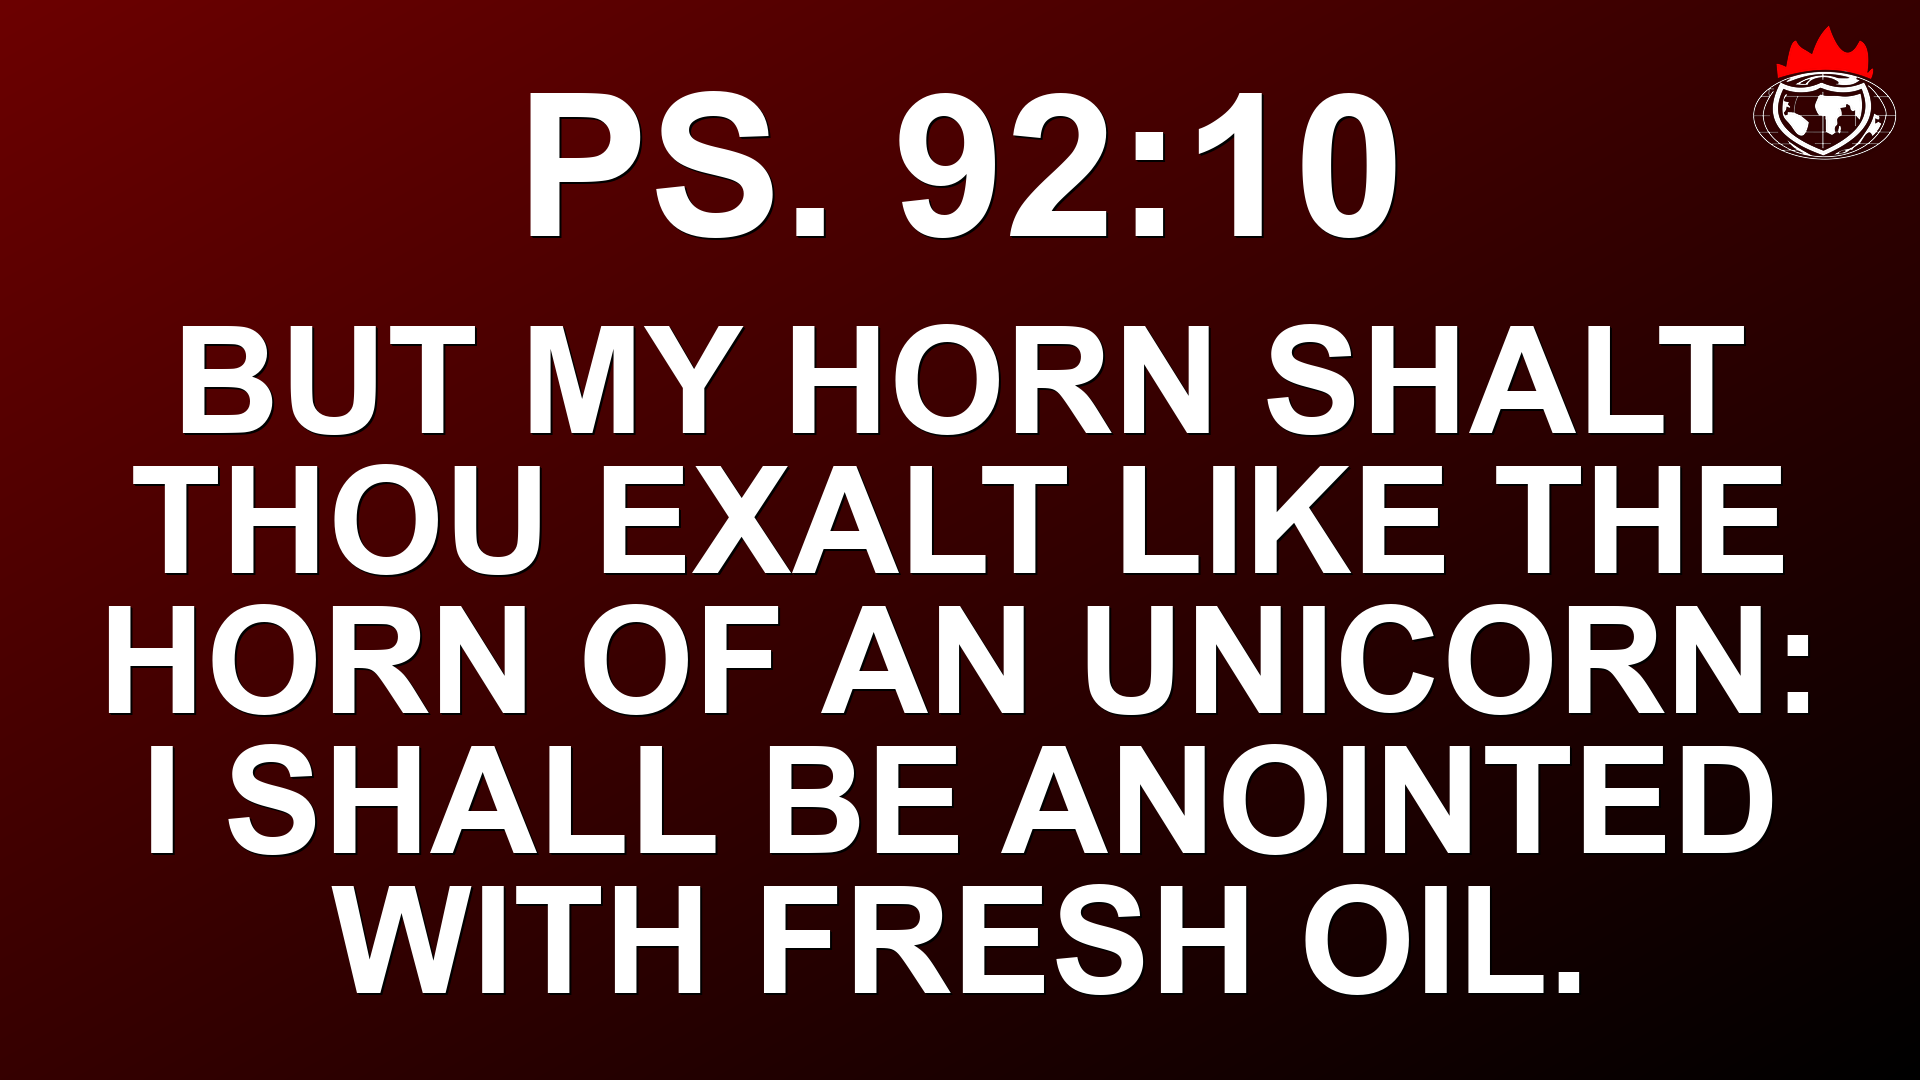 PS. 92:10
BUT MY HORN SHALT
THOU EXALT LIKE THE
HORN OF AN UNICORN:
I SHALL BE ANOINTED
WITH FRESH OIL.